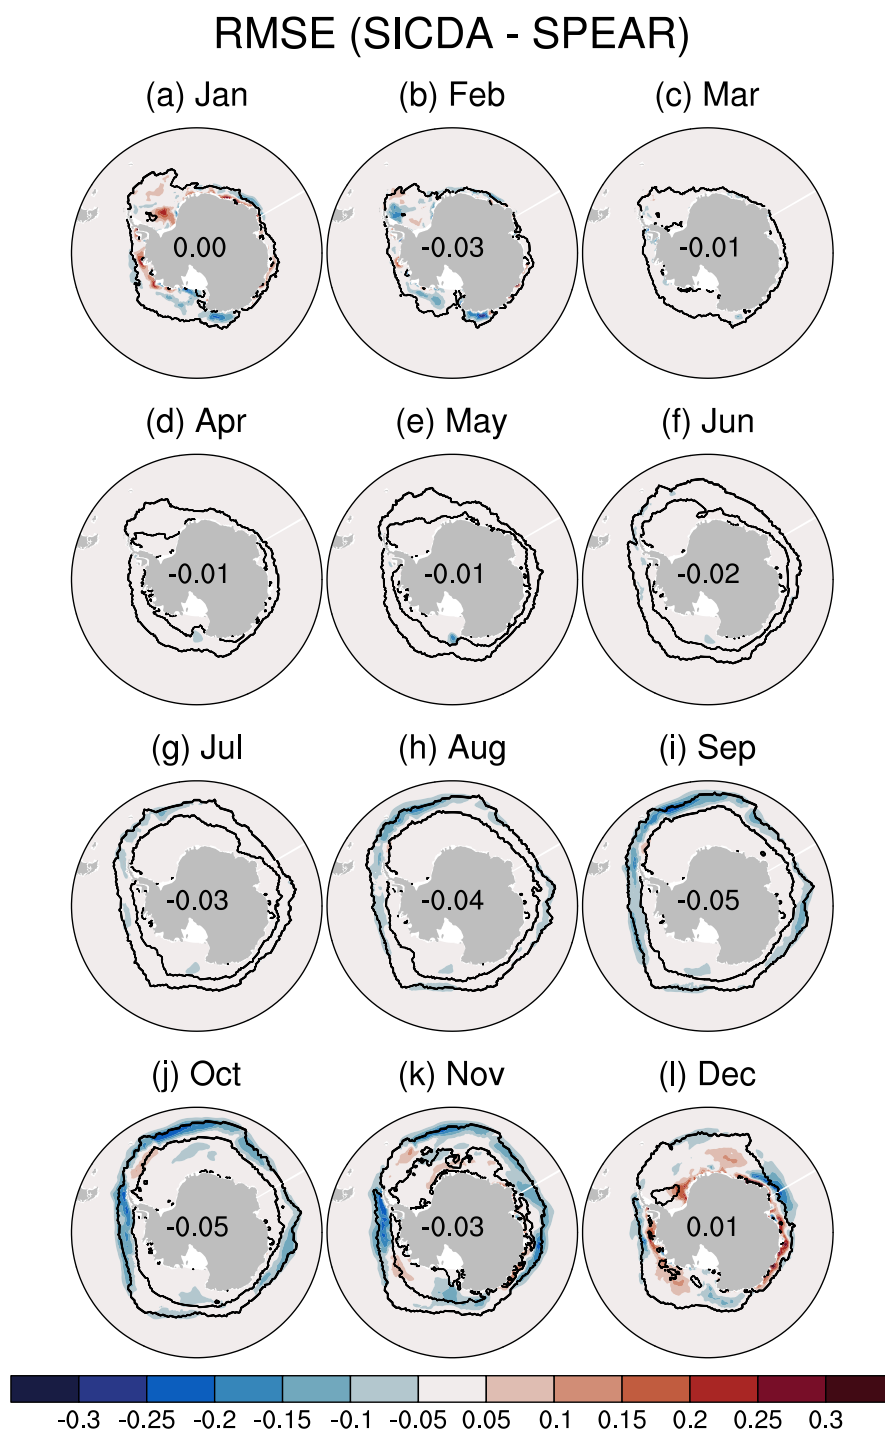 RMSE (SICDA - SPEAR)
(a) Jan
(b) Feb
(c) Mar
0.00
-0.03
-0.01
(d) Apr
(e) May
(f) Jun
-0.01
-0.01
-0.02
(g) Jul
(h) Aug
(i) Sep
-0.03
-0.04
-0.05
(j) Oct
(k) Nov
(l) Dec
-0.05
-0.03
0.01
-0.3 -0.25 -0.2 -0.15 -0.1 -0.05 0.05 0.1 0.15 0.2 0.25 0.3